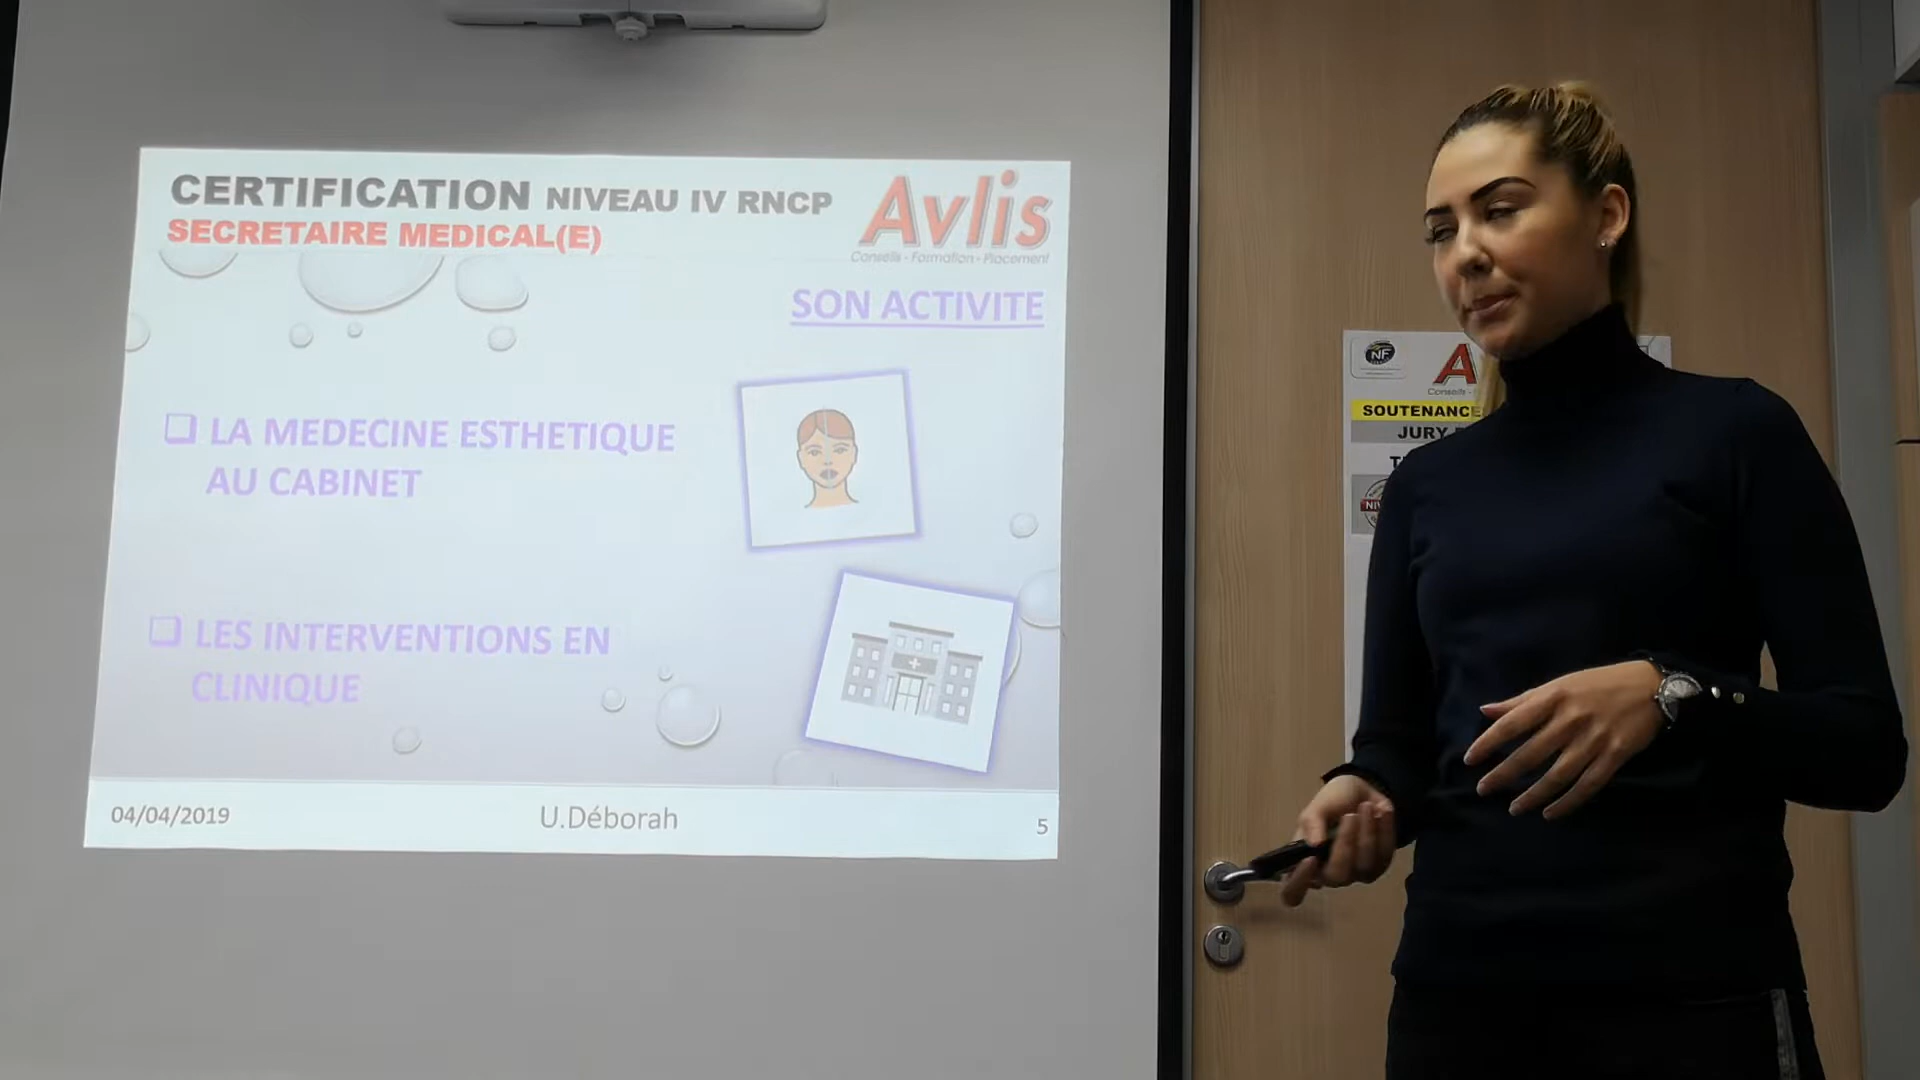 CERTIFICATION NIVEAU IV RNCP
SECRETAIRE MEDICAL(E)
Avlis
Conseils - Formation - Placement
SON ACTIVITE
LA MEDECINE ESTHETIQUE
AU CABINET
LES INTERVENTIONS EN
CLINIQUE
04/04/2019
U.Déborah
5
NF
A
Conseils -
SOUTENANCE
JURY